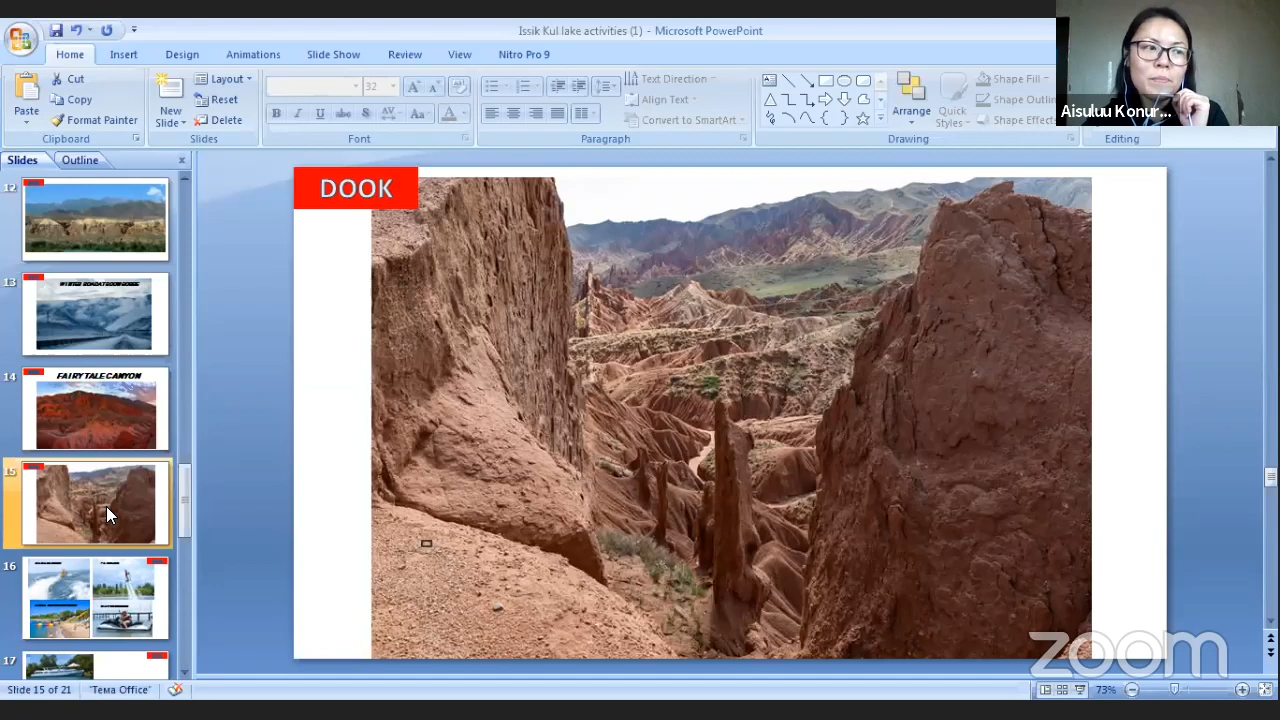 Issik Kul lake activities (1) - Microsoft PowerPoint
Home Insert Design Animations Slide Show Review View Nitro Pro 9
Paste
Cut
Copy
Format Painter
Clipboard
New
Slide
Layout
Reset
Delete
Slides
32
Font
Text Direction
Align Text
Convert to SmartArt
Paragraph
Arrange
Quick
Styles
Shape Fill
Shape Outlin
Shape Effects
Drawing
Editing
Aisuluu Konur...
Slides Outline
12
13
14
FAIRY TALE CANYON
15
16
17
DOOK
zoom
Slide 15 of 21 "Тема Office" 73%